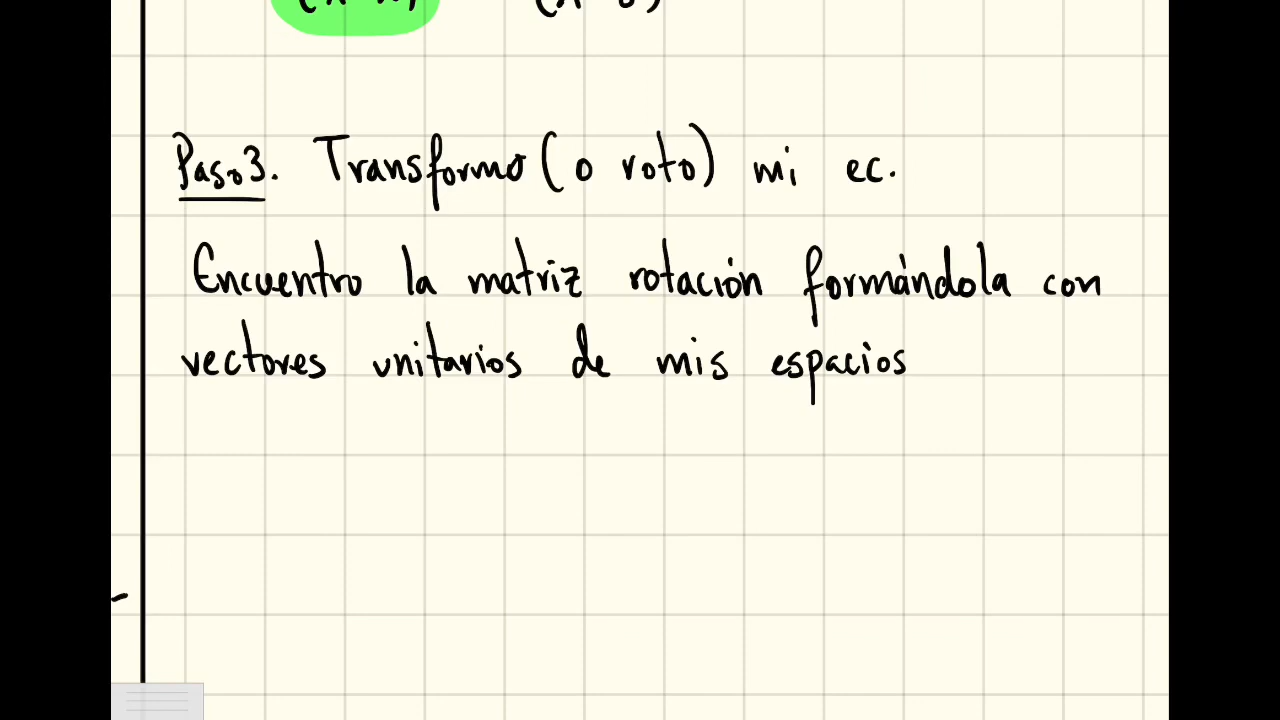 Paso 3. Transformo (o roto) mi ec.
Encuentro la matriz rotación formándola con
vectores unitarios de mis espacios